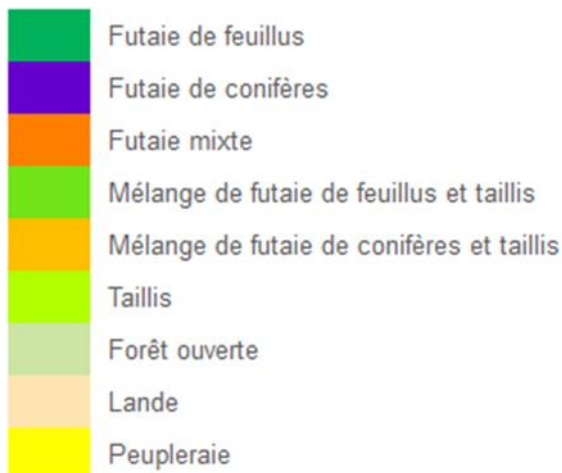 Futaie de feuillus
Futaie de conifères
Futaie mixte
Mélange de futaie de feuillus et taillis
Mélange de futaie de conifères et taillis
Taillis
Forêt ouverte
Lande
Peupleraie